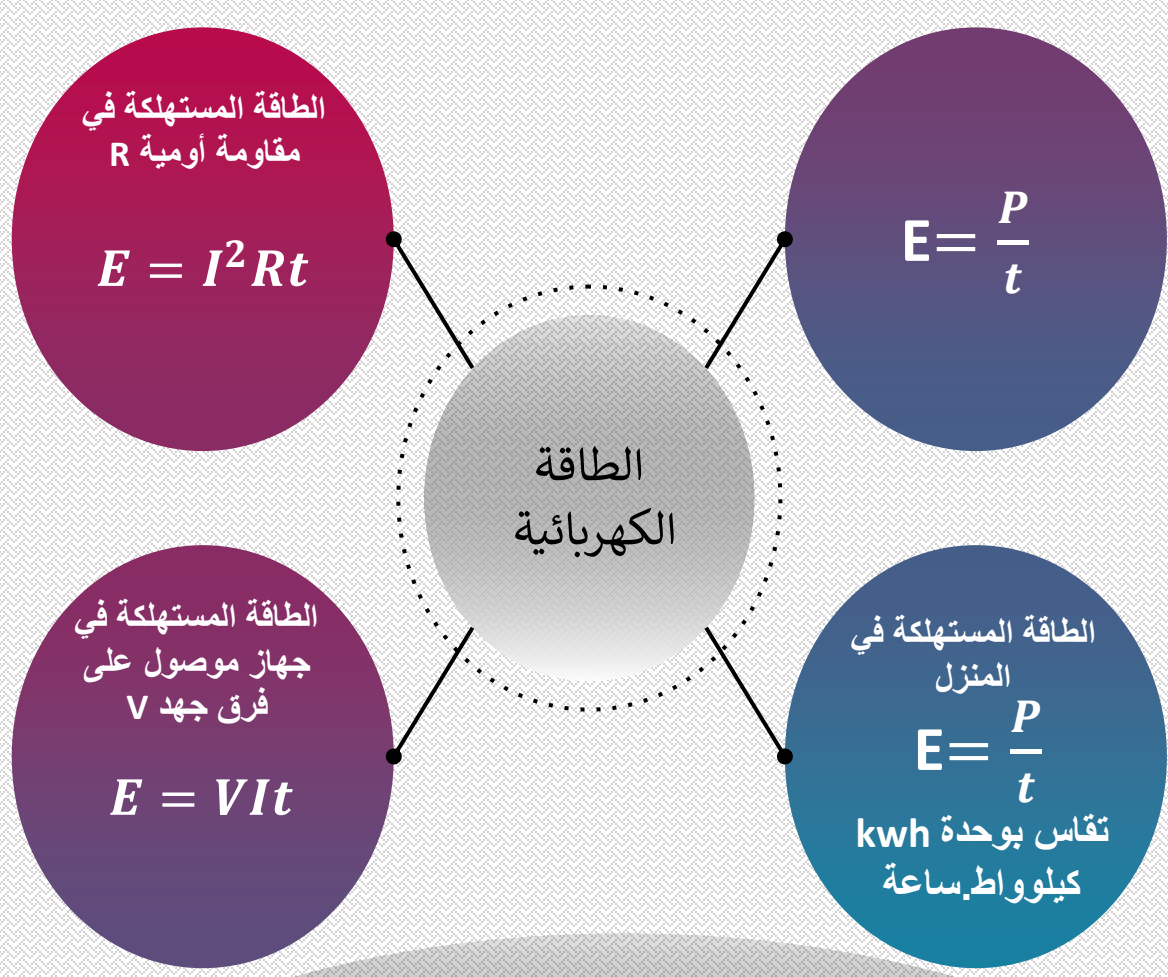 الطاقة المستهلكة في
مقاومة أومية R
E = I²Rt
E= P/t
الطاقة
الكهربائية
الطاقة المستهلكة في
جهاز موصول على
فرق جهد V
E = VIt
الطاقة المستهلكة في
المنزل
E= P/t
تقاس بوحدة kwh
كيلوواط.ساعة